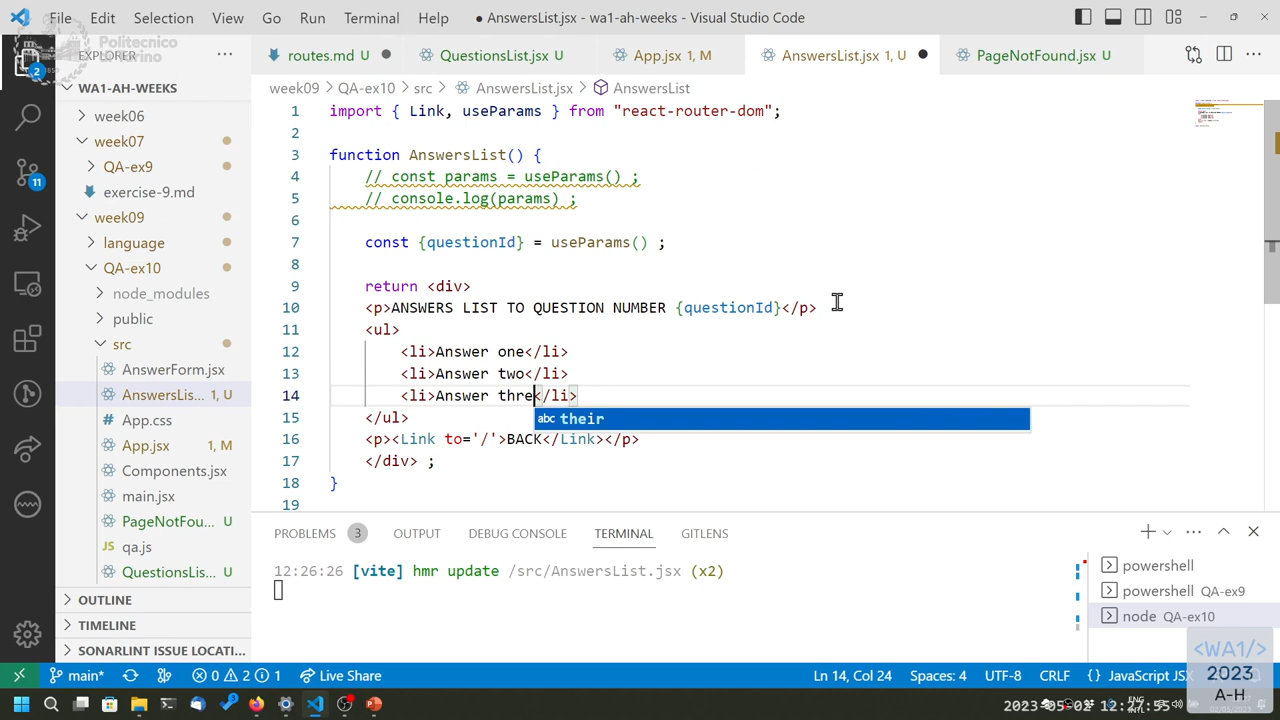 File Edit Selection View Go Run Terminal Help ● AnswersList.jsx - wa1-ah-weeks - Visual Studio Code
Politecnico
di Torino
EXPLORER ···
routes.md U ●
QuestionsList.jsx U
App.jsx 1, M
AnswersList.jsx 1, U ●
PageNotFound.jsx U
week09 > QA-ex10 > src > AnswersList.jsx > AnswersList
2
WA1-AH-WEEKS
week06
week07
QA-ex9
exercise-9.md
week09
language
QA-ex10
node_modules
public
src
AnswerForm.jsx
AnswersLis... 1, U
App.css
App.jsx 1, M
Components.jsx
main.jsx
PageNotFou... U
qa.js
QuestionsLis... U
OUTLINE
TIMELINE
SONARLINT ISSUE LOCATI...
11
1 import { Link, useParams } from "react-router-dom";
2
3 function AnswersList() {
4 // const params = useParams() ;
5 // console.log(params) ;
6
7 const {questionId} = useParams() ;
8
9 return <div>
10 <p>ANSWERS LIST TO QUESTION NUMBER {questionId}</p>
11 <ul>
12 <li>Answer one</li>
13 <li>Answer two</li>
14 <li>Answer thre</li>
abc their
15 </ul>
16 <p><Link to='/'>BACK</Link></p>
17 </div> ;
18 }
19
PROBLEMS 3 OUTPUT DEBUG CONSOLE TERMINAL GITLENS
12:26:26 [vite] hmr update /src/AnswersList.jsx (x2)
powershell
powershell QA-ex9
node QA-ex10
<WA1/>
2023
A-H
main* 0 2 1 Live Share Ln 14, Col 24 Spaces: 4 UTF-8 CRLF { } JavaScript JSX
ENG
INTL